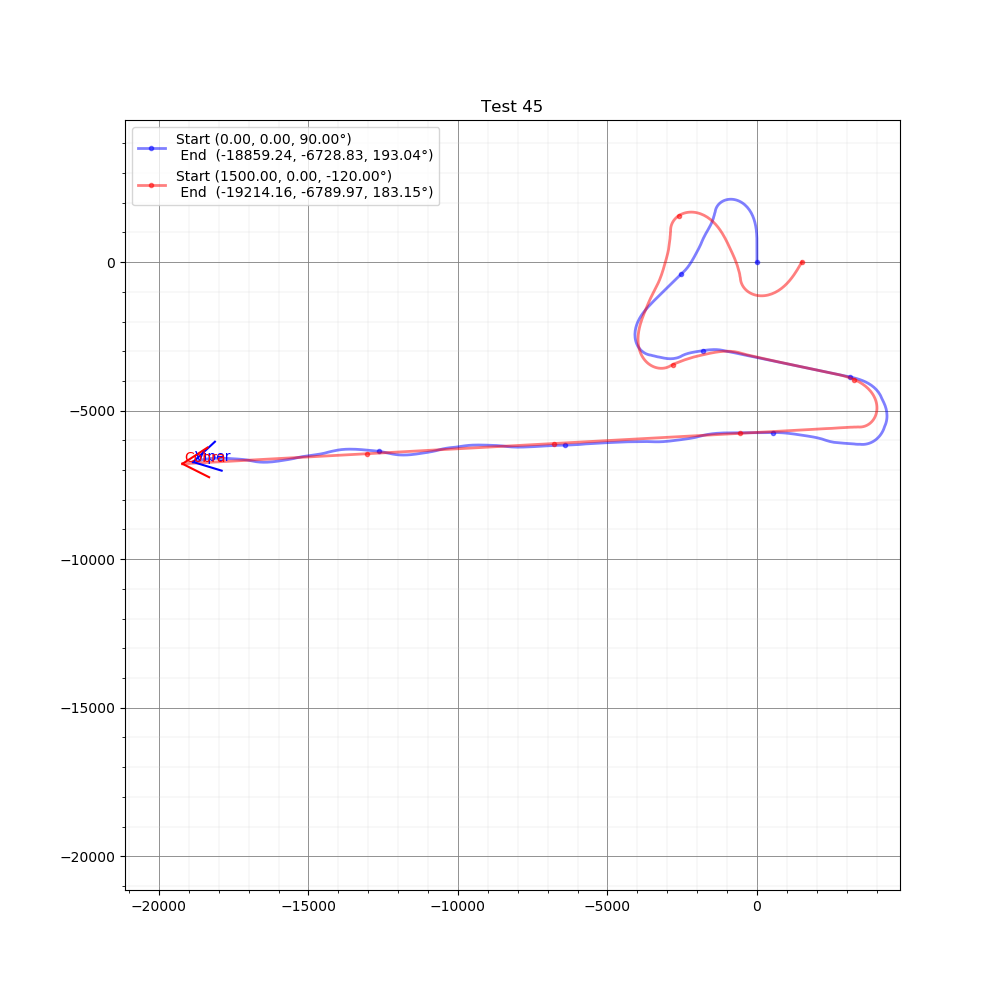 Test 45
Start (0.00, 0.00, 90.00°)
End (-18859.24, -6728.83, 193.04°)
Start (1500.00, 0.00, -120.00°)
End (-19214.16, -6789.97, 183.15°)
0
−5000
−10000
−15000
−20000
Viper
−20000 −15000 −10000 −5000 0